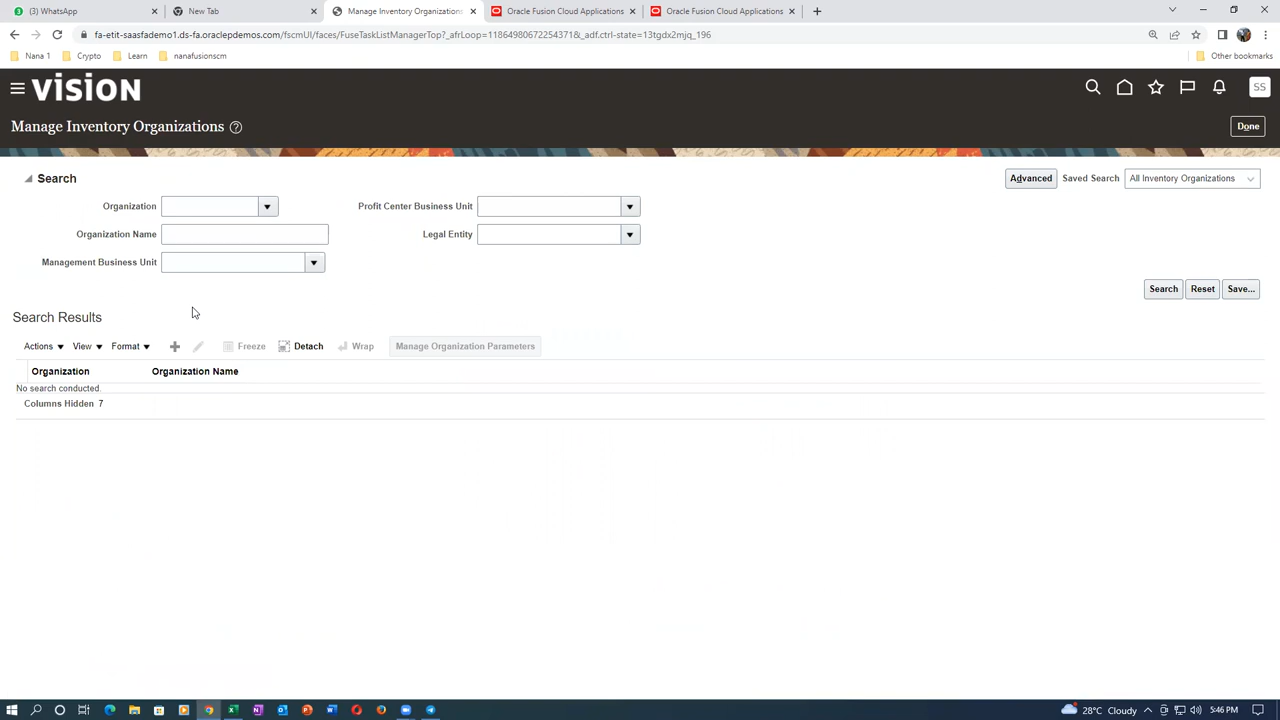 (3) WhatsApp
New Tab
Manage Inventory Organizations
Oracle Fusion Cloud Applications
Oracle Fusion Cloud Applications
fa-etit-saasfademo1.ds-fa.oraclepdemos.com/fscmUI/faces/FuseTaskListManagerTop?_afrLoop=11864980672254371&_adf.ctrl-state=13tgdx2mjq_196
Nana 1
Crypto
Learn
nanafusionscm
Other bookmarks
VISION
SS
Manage Inventory Organizations
Done
Search
Advanced
Saved Search
All Inventory Organizations
Organization
Profit Center Business Unit
Organization Name
Legal Entity
Management Business Unit
Search
Reset
Save...
Search Results
Actions
View
Format
Freeze
Detach
Wrap
Manage Organization Parameters
Organization
Organization Name
No search conducted.
Columns Hidden 7
28°C Cloudy
5:46 PM